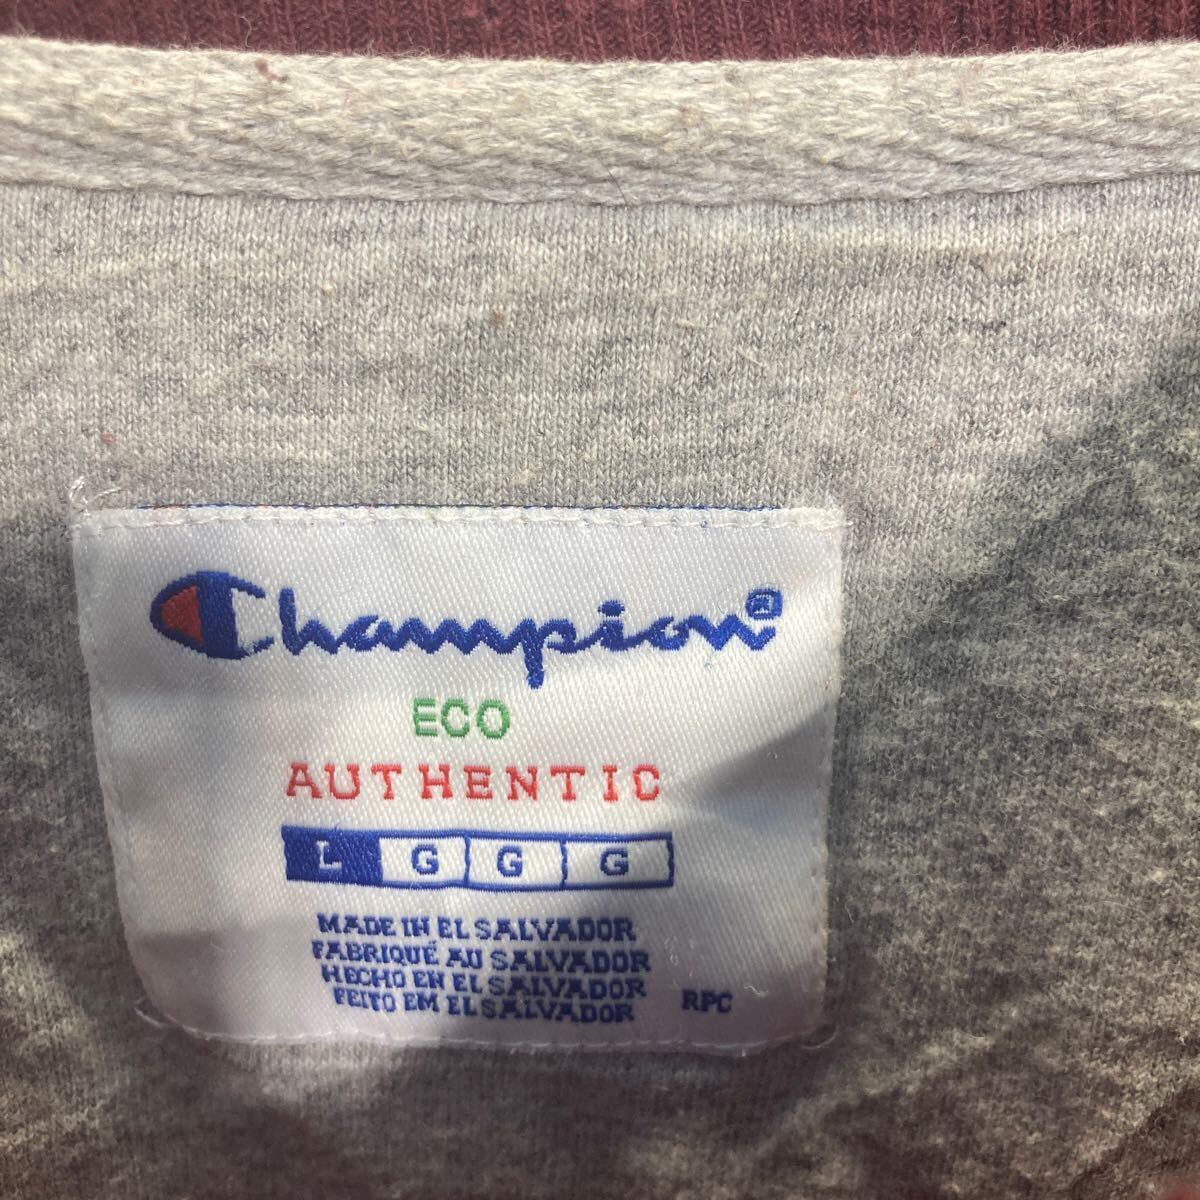 Champion®
ECO
AUTHENTIC
L G G G
MADE IN EL SALVADOR
FABRIQUÉ AU SALVADOR
HECHO EN EL SALVADOR
FEITO EM EL SALVADOR RPC